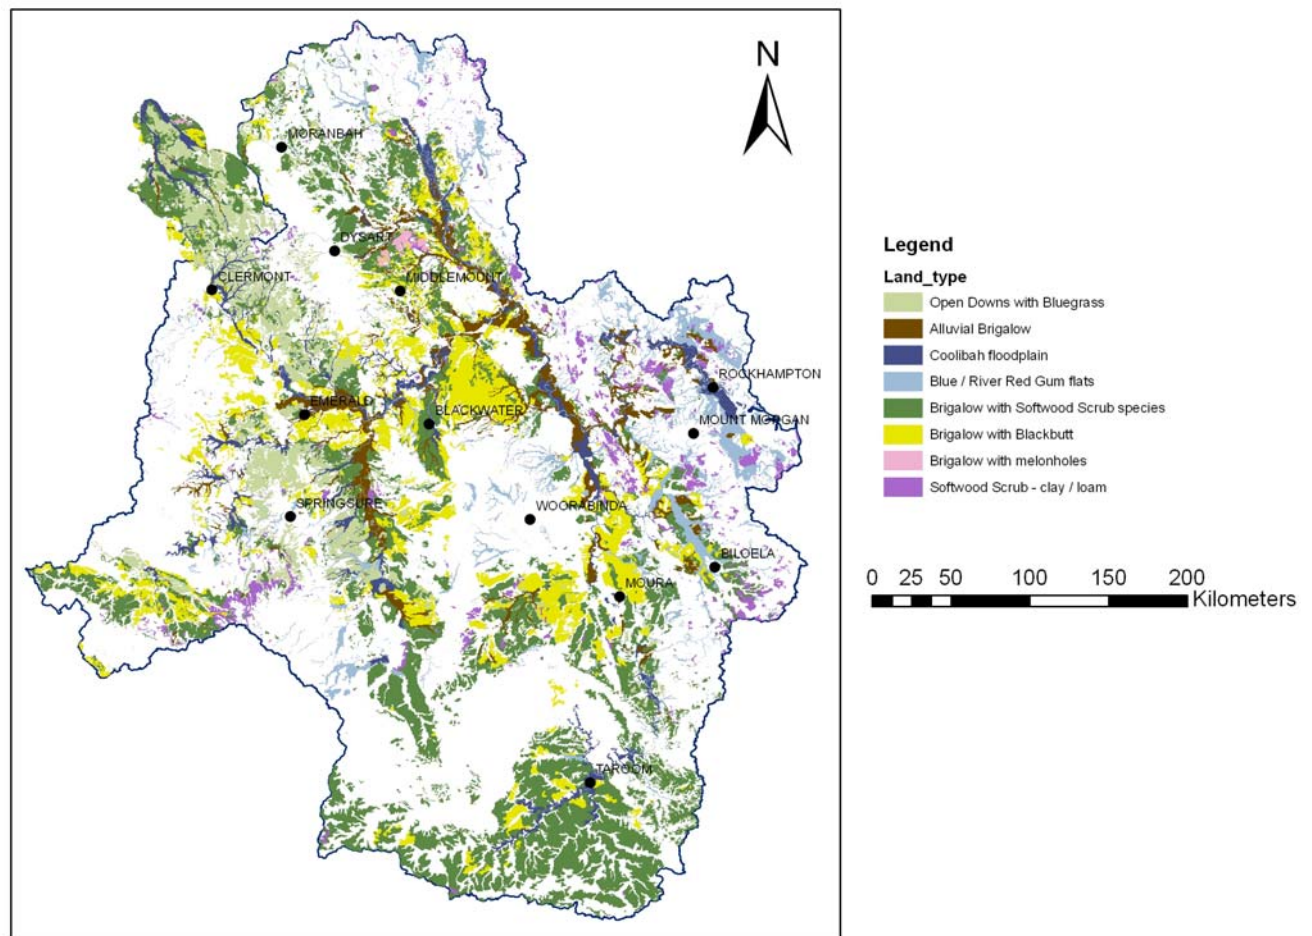 N
MORANBAH
DYSART
CLERMONT
MIDDLEMOUNT
ROCKHAMPTON
EMERALD
BLACKWATER
MOUNT MORGAN
SPRINGSURE
WOORABINDA
BILOELA
MOURA
TAROOM
Legend
Land_type
Open Downs with Bluegrass
Alluvial Brigalow
Coolibah floodplain
Blue / River Red Gum flats
Brigalow with Softwood Scrub species
Brigalow with Blackbutt
Brigalow with melonholes
Softwood Scrub - clay / loam
0 25 50 100 150 200
Kilometers